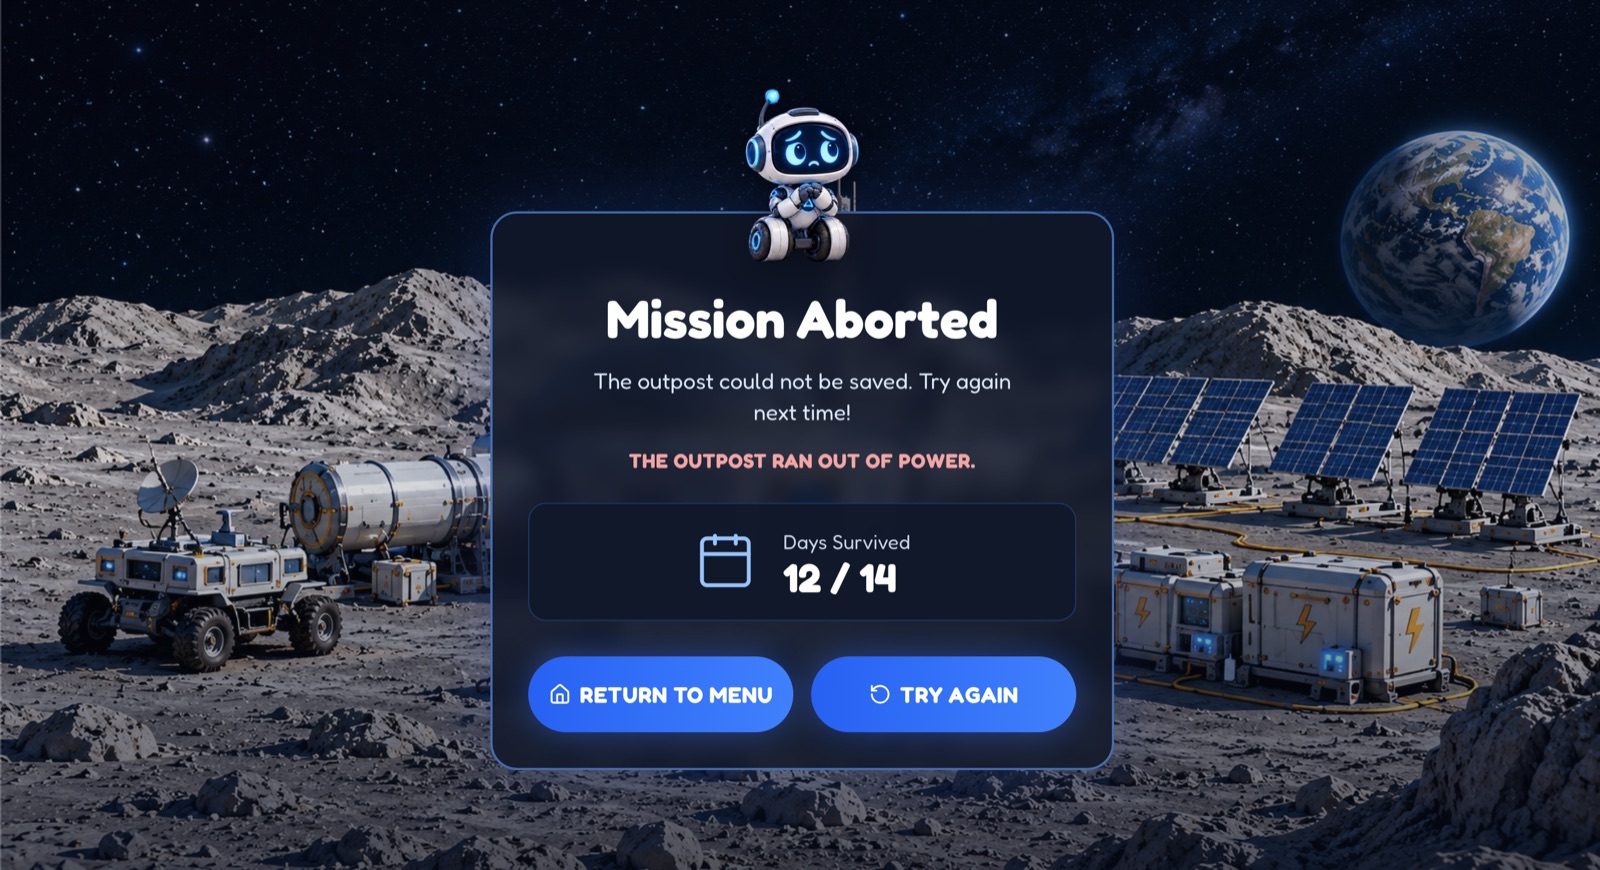 Mission Aborted
The outpost could not be saved. Try again
next time!
THE OUTPOST RAN OUT OF POWER.
Days Survived
12 / 14
RETURN TO MENU
TRY AGAIN